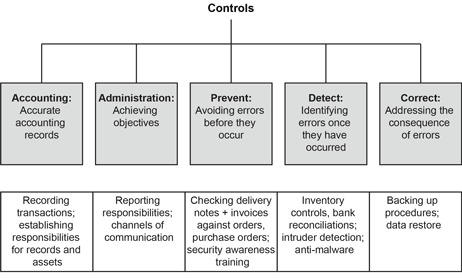 Controls
Accounting:
Accurate
accounting
records
Administration:
Achieving
objectives
Prevent:
Avoiding errors
before they
occur
Detect:
Identifying
errors once
they have
occurred
Correct:
Addressing the
consequence
of errors
Recording
transactions;
establishing
responsibilities
for records and
assets
Reporting
responsibilities;
channels of
communication
Checking delivery
notes + invoices
against orders,
purchase orders;
security awareness
training
Inventory
controls, bank
reconciliations;
intruder detection;
anti-malware
Backing up
procedures;
data restore